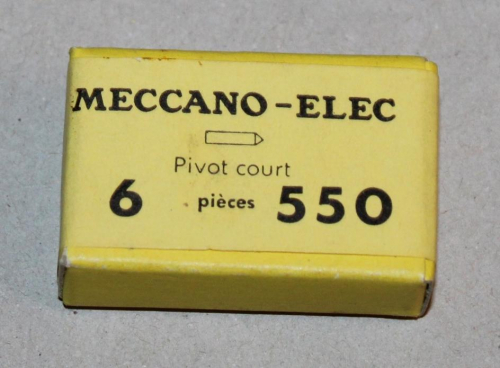 MECCANO-ELEC
Pivot court
6 pièces 550